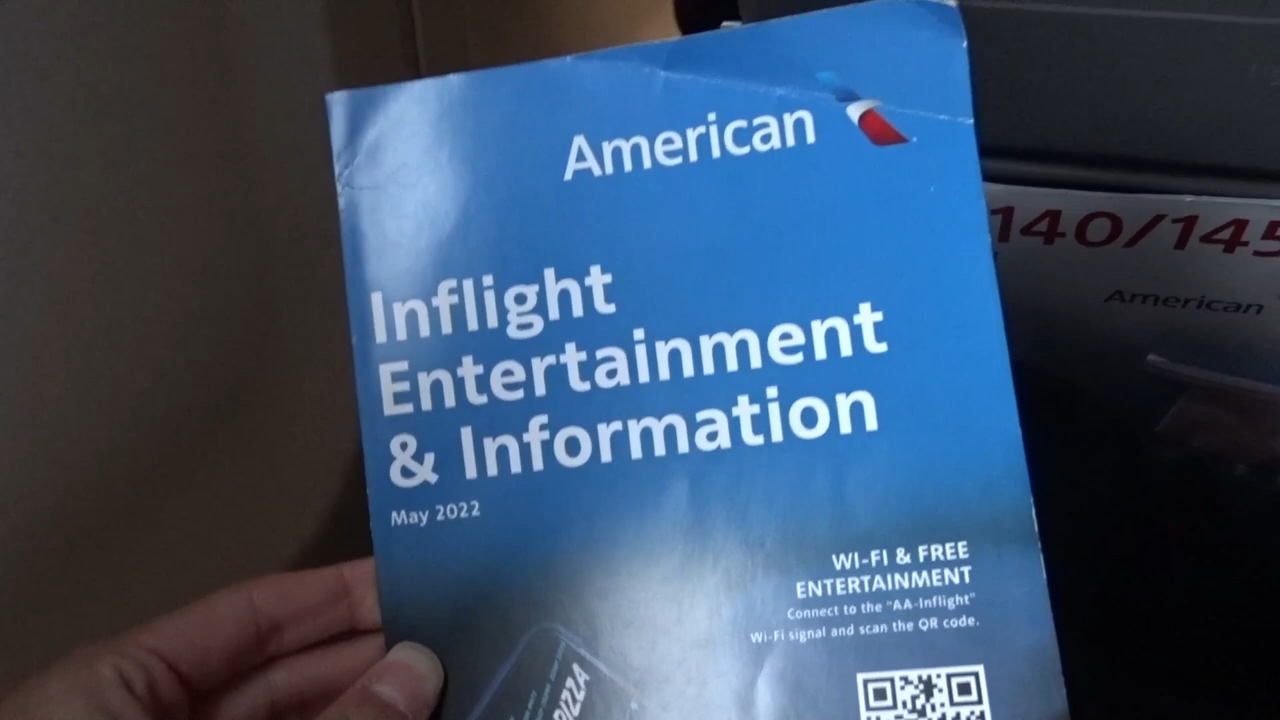 American
Inflight
Entertainment
& Information
May 2022
WI-FI & FREE
ENTERTAINMENT
Connect to the "AA-Inflight"
Wi-Fi signal and scan the QR code.
PIZZA
140/145
American